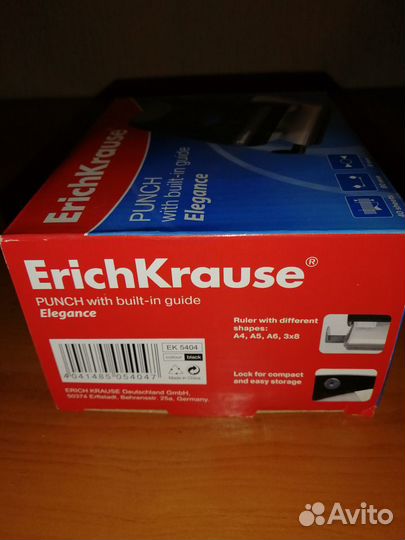 ErichKrause
PUNCH
with built-in guide
Elegance
ErichKrause®
PUNCH with built-in guide
Elegance
Ruler with different
shapes:
A4, A5, A6, 3x8
EK 5404
colour black
Made in China
4041485054047
Lock for compact
and easy storage
ERICH KRAUSE Deutschland GmbH,
50374 Erftstadt, Behrensstr. 25a, Germany.
Avito